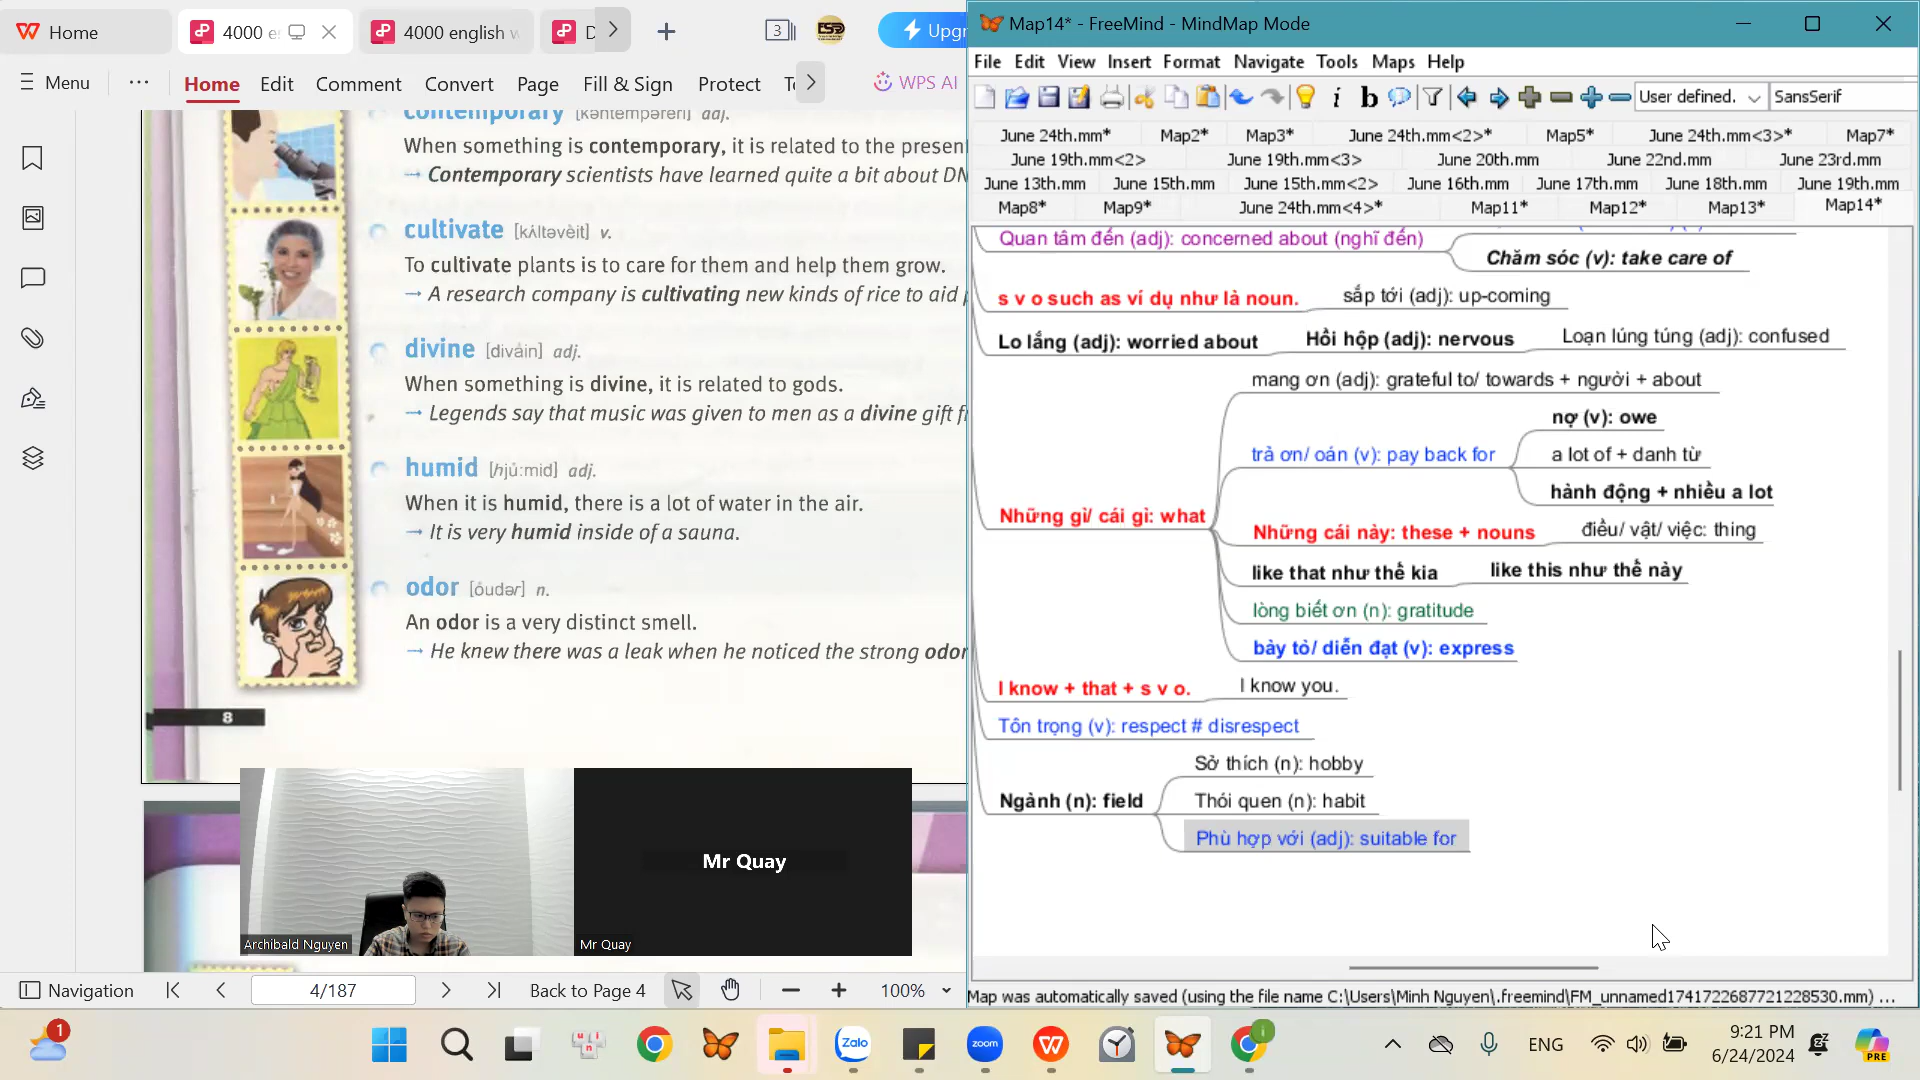 Home
4000 e
4000 english w
D
3
Upgr
Menu
Home Edit Comment Convert Page Fill & Sign Protect
WPS AI
contemporary [kəntémpəreri] adj.
When something is contemporary, it is related to the presen
→ Contemporary scientists have learned quite a bit about DN
cultivate [kʌ́ltəvèit] v.
To cultivate plants is to care for them and help them grow.
→ A research company is cultivating new kinds of rice to aid
divine [diváin] adj.
When something is divine, it is related to gods.
→ Legends say that music was given to men as a divine gift f
humid [hjúːmid] adj.
When it is humid, there is a lot of water in the air.
→ It is very humid inside of a sauna.
odor [óudər] n.
An odor is a very distinct smell.
→ He knew there was a leak when he noticed the strong odor
8
Mr Quay
Archibald Nguyen
Mr Quay
Navigation
4/187
Back to Page 4
100%
Map14* - FreeMind - MindMap Mode
File Edit View Insert Format Navigate Tools Maps Help
User defined.
SansSerif
June 24th.mm* Map2* Map3* June 24th.mm<2>* Map5* June 24th.mm<3>* Map7*
June 19th.mm<2> June 19th.mm<3> June 20th.mm June 22nd.mm June 23rd.mm
June 13th.mm June 15th.mm June 15th.mm<2> June 16th.mm June 17th.mm June 18th.mm June 19th.mm
Map8* Map9* June 24th.mm<4>* Map11* Map12* Map13* Map14*
Quan tâm đến (adj): concerned about (nghĩ đến)
Chăm sóc (v): take care of
s v o such as ví dụ như là noun.
sắp tới (adj): up-coming
Lo lắng (adj): worried about
Hồi hộp (adj): nervous
Loạn lúng túng (adj): confused
mang ơn (adj): grateful to/ towards + người + about
nợ (v): owe
trả ơn/ oán (v): pay back for
a lot of + danh từ
hành động + nhiều a lot
Những gì/ cái gì: what
Những cái này: these + nouns
điều/ vật/ việc: thing
like that như thế kia
like this như thế này
lòng biết ơn (n): gratitude
bày tỏ/ diễn đạt (v): express
I know + that + s v o.
I know you.
Tôn trọng (v): respect # disrespect
Sở thích (n): hobby
Ngành (n): field
Thói quen (n): habit
Phù hợp với (adj): suitable for
Map was automatically saved (using the file name C:\Users\Minh Nguyen\.freemind\FM_unnamed1741722687721228530.mm) ...
1
Zalo
zoom
ENG
9:21 PM
6/24/2024
PRE